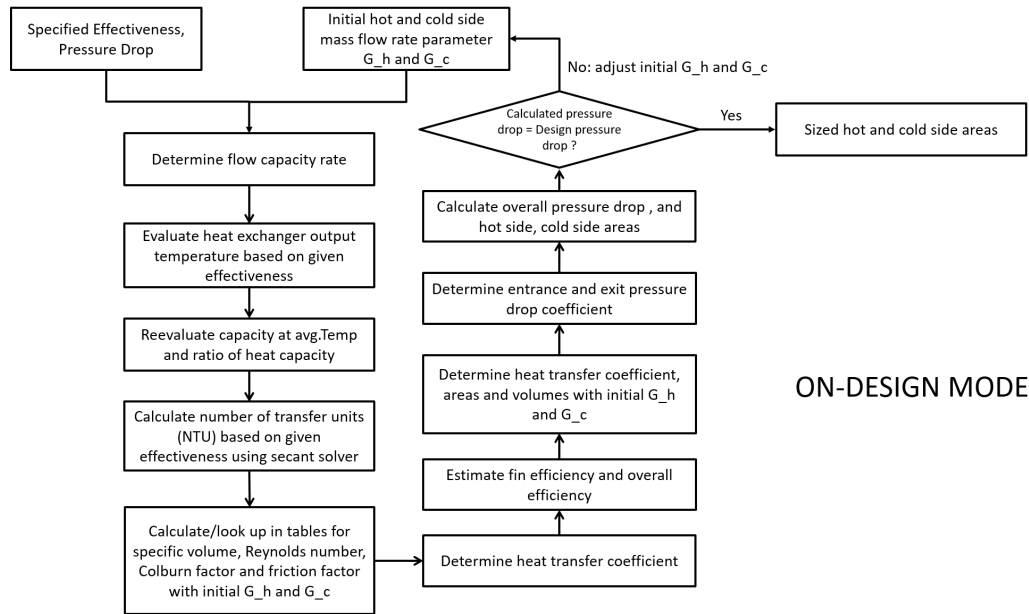 Specified Effectiveness,
Pressure Drop
Initial hot and cold side
mass flow rate parameter
G_h and G_c
Determine flow capacity rate
Evaluate heat exchanger output
temperature based on given
effectiveness
Reevaluate capacity at avg.Temp
and ratio of heat capacity
Calculate number of transfer units
(NTU) based on given
effectiveness using secant solver
Calculate/look up in tables for
specific volume, Reynolds number,
Colburn factor and friction factor
with initial G_h and G_c
Determine heat transfer coefficient
Estimate fin efficiency and overall
efficiency
Determine heat transfer coefficient,
areas and volumes with initial G_h
and G_c
Determine entrance and exit pressure
drop coefficient
Calculate overall pressure drop , and
hot side, cold side areas
Calculated pressure
drop = Design pressure
drop ?
No: adjust initial G_h and G_c
Yes
Sized hot and cold side areas
ON-DESIGN MODE